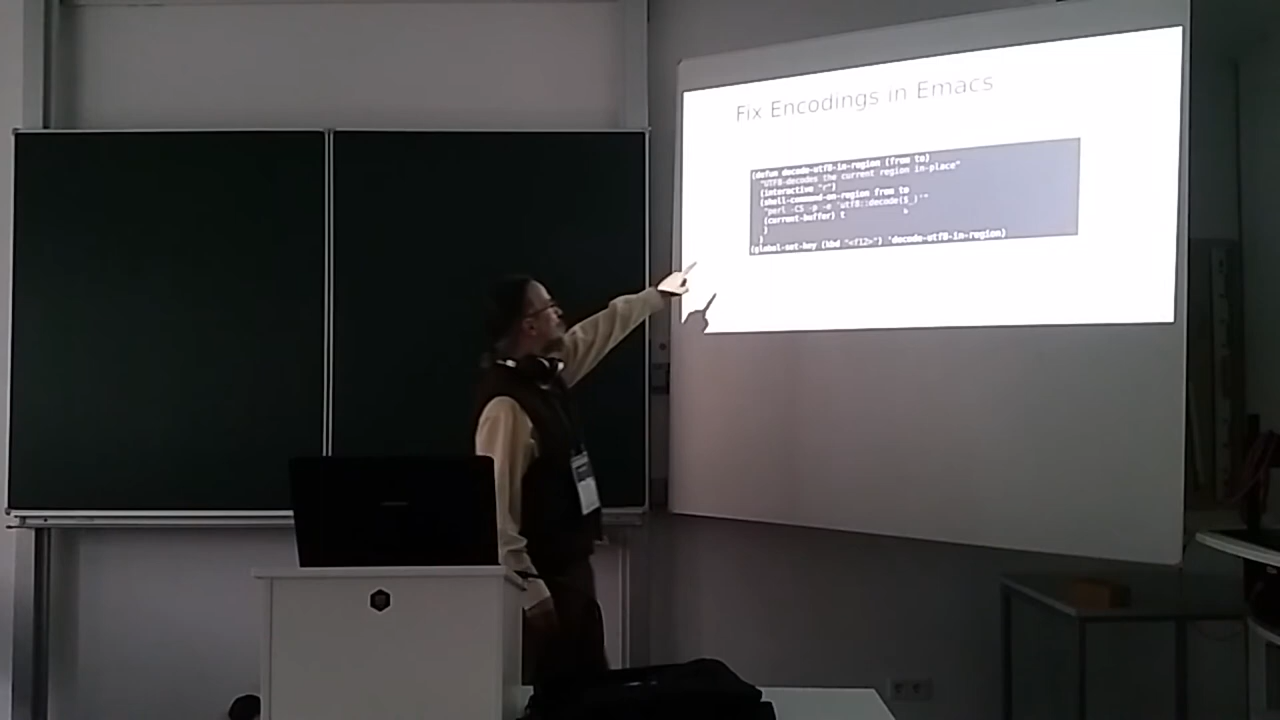 Fix Encodings in Emacs
(defun decode-utf8-in-region (from to)
"UTF8-decodes the current region in-place"
(interactive "r")
(shell-command-on-region from to
"perl -CS -p -e 'utf8::decode($_)'"
(current-buffer) t
)
)
(global-set-key (kbd "<f12>") 'decode-utf8-in-region)